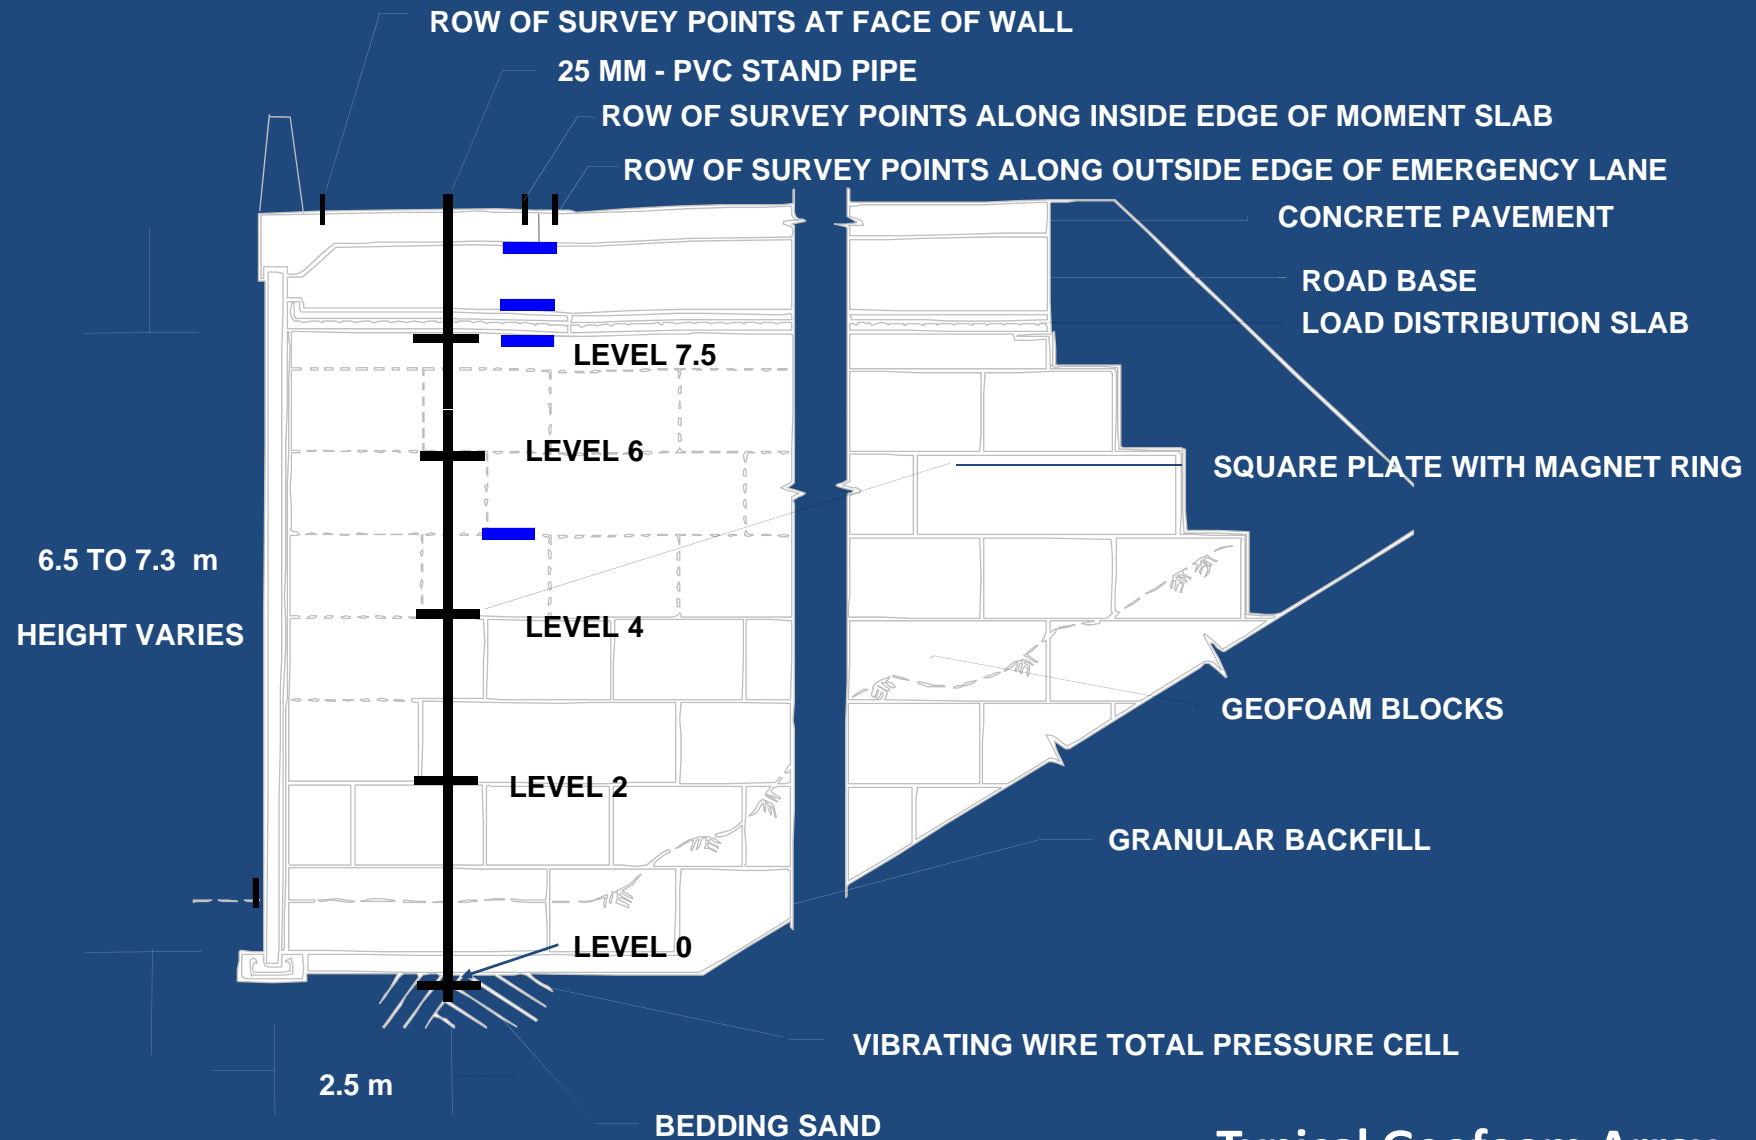 ROW OF SURVEY POINTS AT FACE OF WALL
25 MM - PVC STAND PIPE
ROW OF SURVEY POINTS ALONG INSIDE EDGE OF MOMENT SLAB
ROW OF SURVEY POINTS ALONG OUTSIDE EDGE OF EMERGENCY LANE
CONCRETE PAVEMENT
ROAD BASE
LOAD DISTRIBUTION SLAB
LEVEL 7.5
LEVEL 6
SQUARE PLATE WITH MAGNET RING
6.5 TO 7.3 m
HEIGHT VARIES
LEVEL 4
GEOFOAM BLOCKS
LEVEL 2
GRANULAR BACKFILL
LEVEL 0
VIBRATING WIRE TOTAL PRESSURE CELL
2.5 m
BEDDING SAND
Typical Geofoam Array